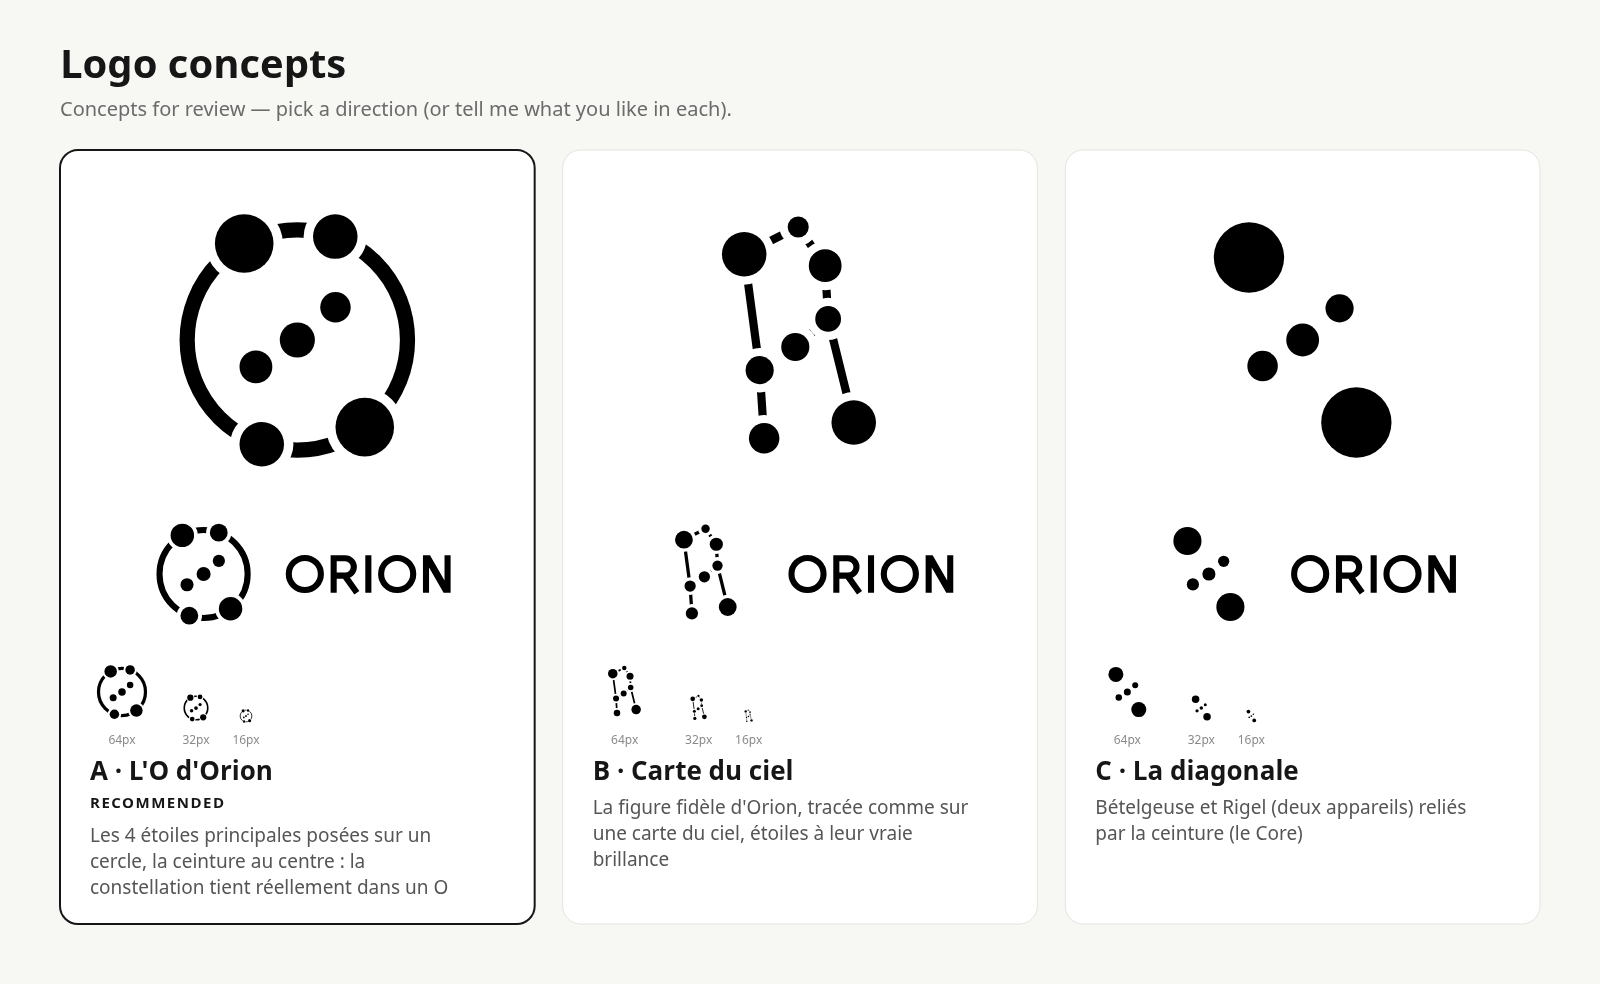 Logo concepts
Concepts for review — pick a direction (or tell me what you like in each).
ORION
64px 32px 16px
A · L'O d'Orion
RECOMMENDED
Les 4 étoiles principales posées sur un
cercle, la ceinture au centre : la
constellation tient réellement dans un O
ORION
64px 32px 16px
B · Carte du ciel
La figure fidèle d'Orion, tracée comme sur
une carte du ciel, étoiles à leur vraie
brillance
ORION
64px 32px 16px
C · La diagonale
Bételgeuse et Rigel (deux appareils) reliés
par la ceinture (le Core)